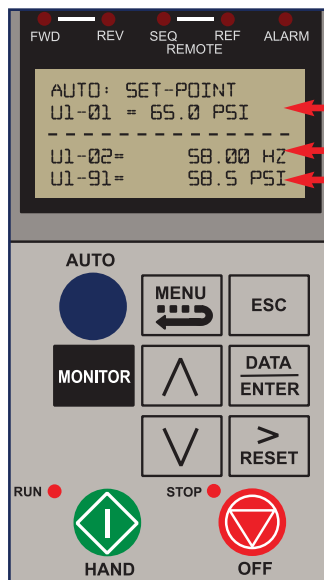 FWD REV SEQ REF ALARM
REMOTE
AUTO: SET-POINT
U1-01 = 65.0 PSI
U1-02= 58.00 HZ
U1-91= 58.5 PSI
AUTO
MENU
ESC
MONITOR
DATA
ENTER
>
RESET
RUN
STOP
HAND
OFF